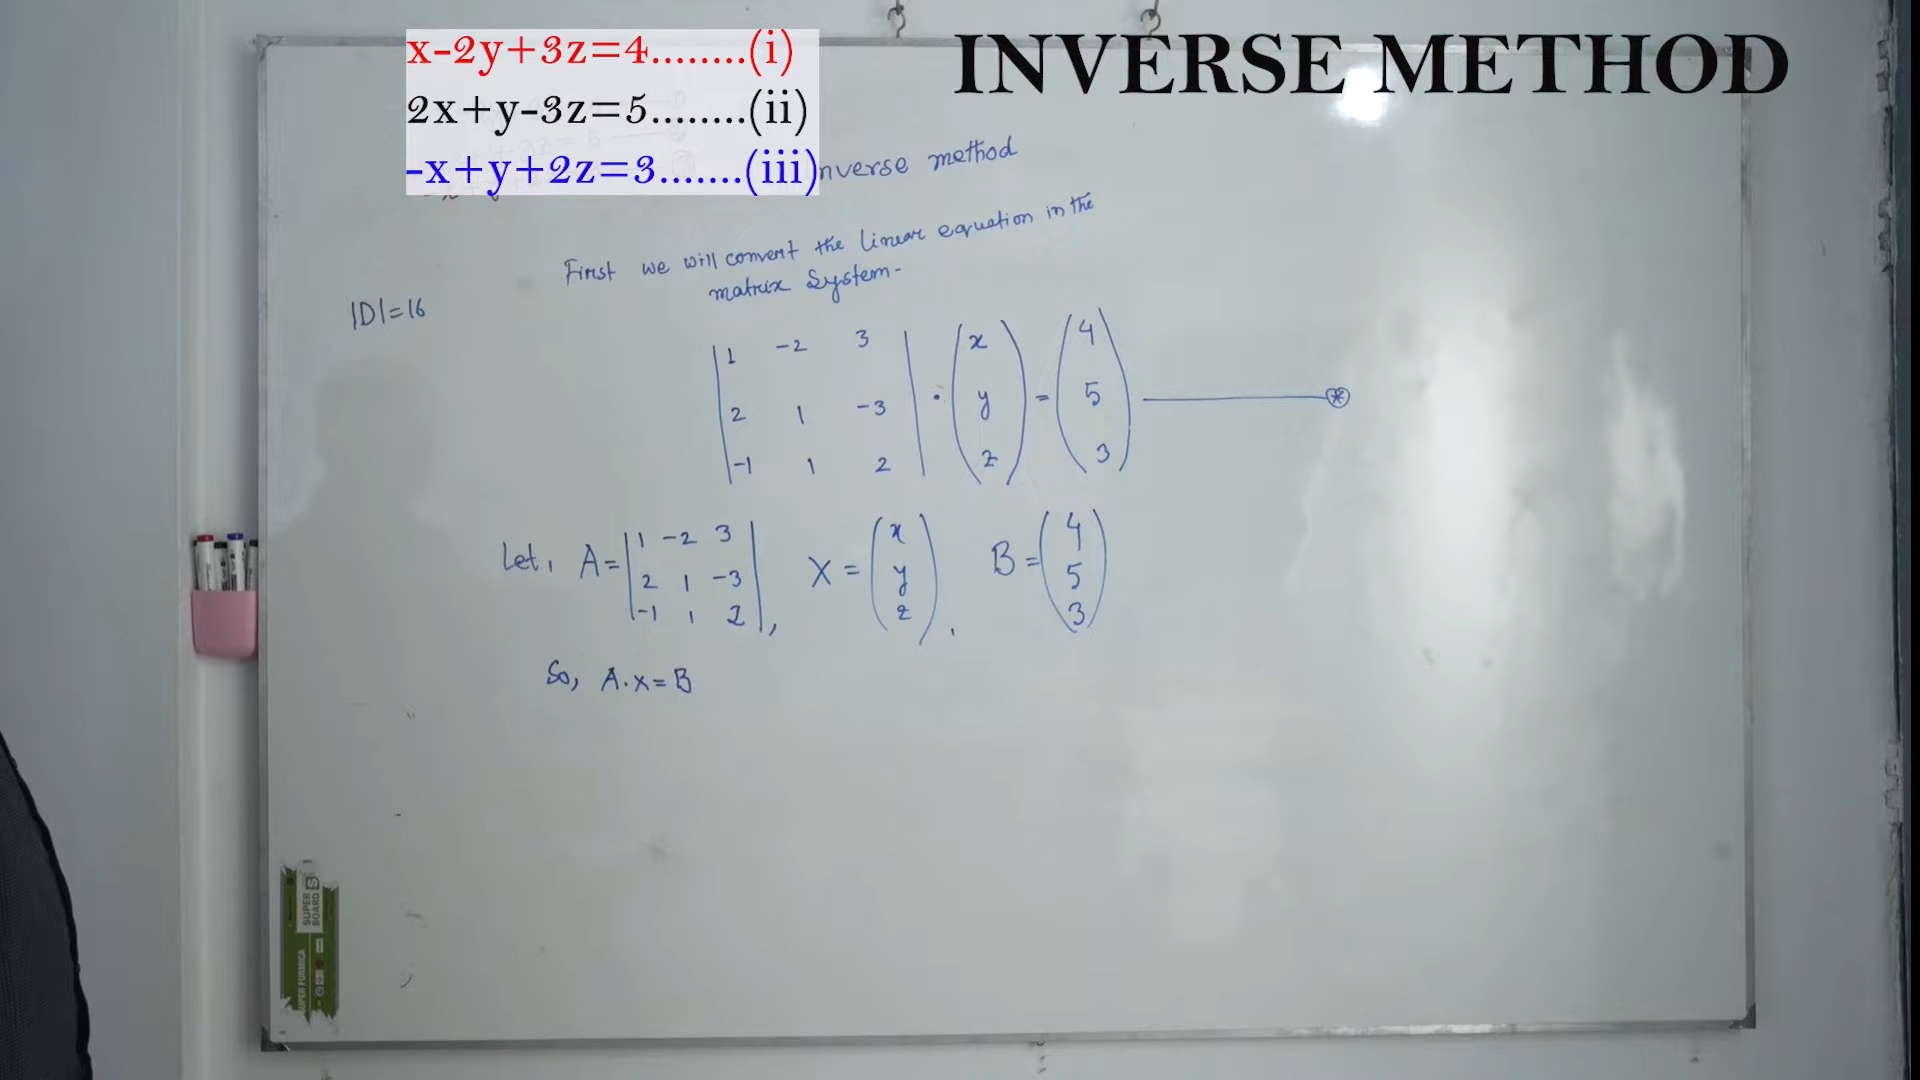 x-2y+3z=4........(i)
INVERSE METHOD
2x+y-3z=5........(ii)
-x+y+2z=3.......(iii)
nverse method
First we will convert the linear equation in the
matrix System-
|D|=16
| 1 -2 3 | ( x ) ( 4 )
| 2 1 -3 | . ( y ) = ( 5 ) ——— (*)
| -1 1 2 | ( z ) ( 3 )
Let, A = | 1 -2 3 | X = ( x ) B = ( 4 )
| 2 1 -3 | ( y ) ( 5 )
| -1 1 2 | , ( z ) , ( 3 )
So, A.X=B
SUPER BOARD S
SUPER FORMICA